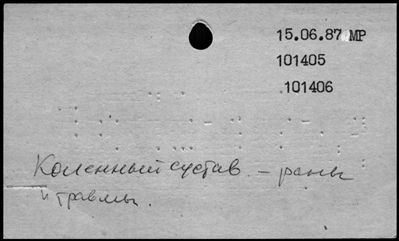 15.06.87 MP
101405
101406
Коленный сустав - раны
и травмы.